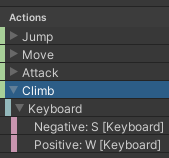 Actions
Jump
Move
Attack
Climb
Keyboard
Negative: S [Keyboard]
Positive: W [Keyboard]